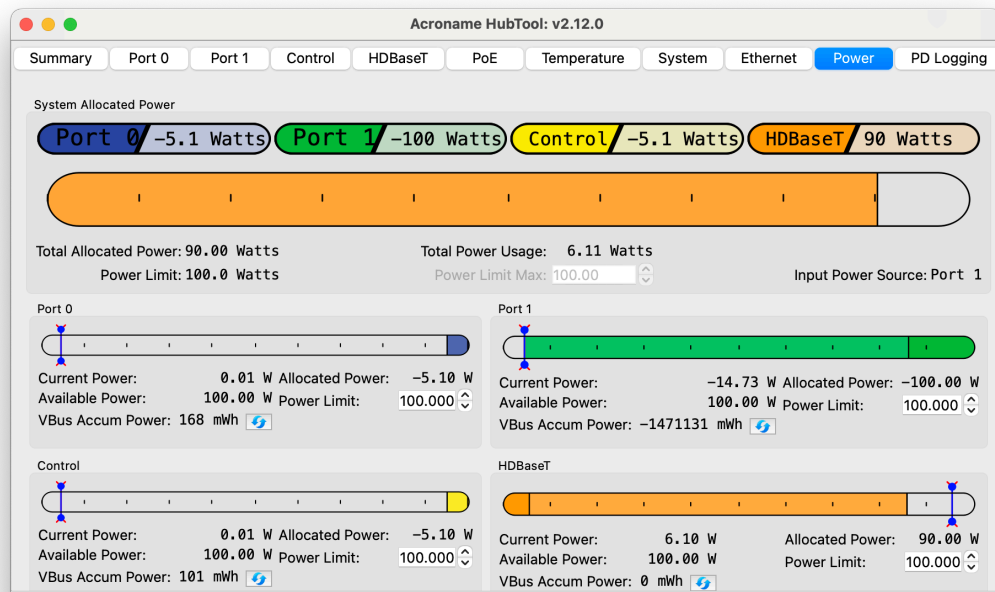 Acroname HubTool: v2.12.0
Summary Port 0 Port 1 Control HDBaseT PoE Temperature System Ethernet Power PD Logging
System Allocated Power
Port 0 -5.1 Watts Port 1 -100 Watts Control -5.1 Watts HDBaseT 90 Watts
Total Allocated Power: 90.00 Watts Total Power Usage: 6.11 Watts
Power Limit: 100.0 Watts Power Limit Max: 100.00 Input Power Source: Port 1
Port 0
Current Power: 0.01 W Allocated Power: -5.10 W
Available Power: 100.00 W Power Limit: 100.000
VBus Accum Power: 168 mWh
Port 1
Current Power: -14.73 W Allocated Power: -100.00 W
Available Power: 100.00 W Power Limit: 100.000
VBus Accum Power: -1471131 mWh
Control
Current Power: 0.01 W Allocated Power: -5.10 W
Available Power: 100.00 W Power Limit: 100.000
VBus Accum Power: 101 mWh
HDBaseT
Current Power: 6.10 W Allocated Power: 90.00 W
Available Power: 100.00 W Power Limit: 100.000
VBus Accum Power: 0 mWh